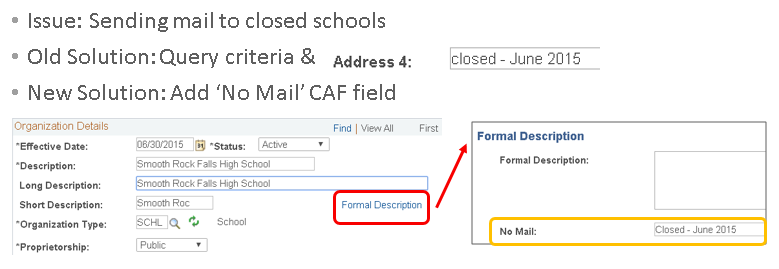 • Issue: Sending mail to closed schools
• Old Solution: Query criteria & Address 4: closed - June 2015
• New Solution: Add ‘No Mail’ CAF field
Organization Details Find | View All First
*Effective Date: 06/30/2015 *Status: Active
*Description: Smooth Rock Falls High School
Long Description: Smooth Rock Falls High School
Short Description: Smooth Roc Formal Description
*Organization Type: SCHL School
*Proprietorship: Public
Formal Description
Formal Description:
No Mail: Closed - June 2015